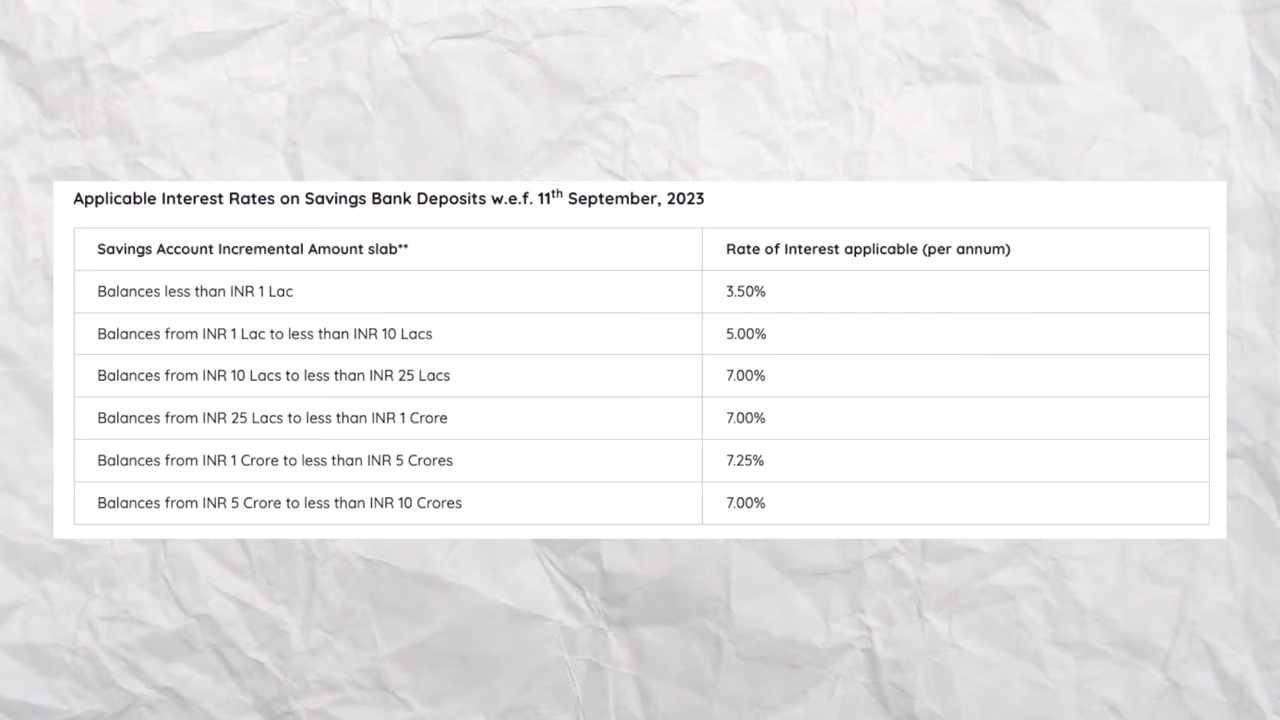 Applicable Interest Rates on Savings Bank Deposits w.e.f. 11th September, 2023
Savings Account Incremental Amount slab** Rate of Interest applicable (per annum)
Balances less than INR 1 Lac 3.50%
Balances from INR 1 Lac to less than INR 10 Lacs 5.00%
Balances from INR 10 Lacs to less than INR 25 Lacs 7.00%
Balances from INR 25 Lacs to less than INR 1 Crore 7.00%
Balances from INR 1 Crore to less than INR 5 Crores 7.25%
Balances from INR 5 Crore to less than INR 10 Crores 7.00%